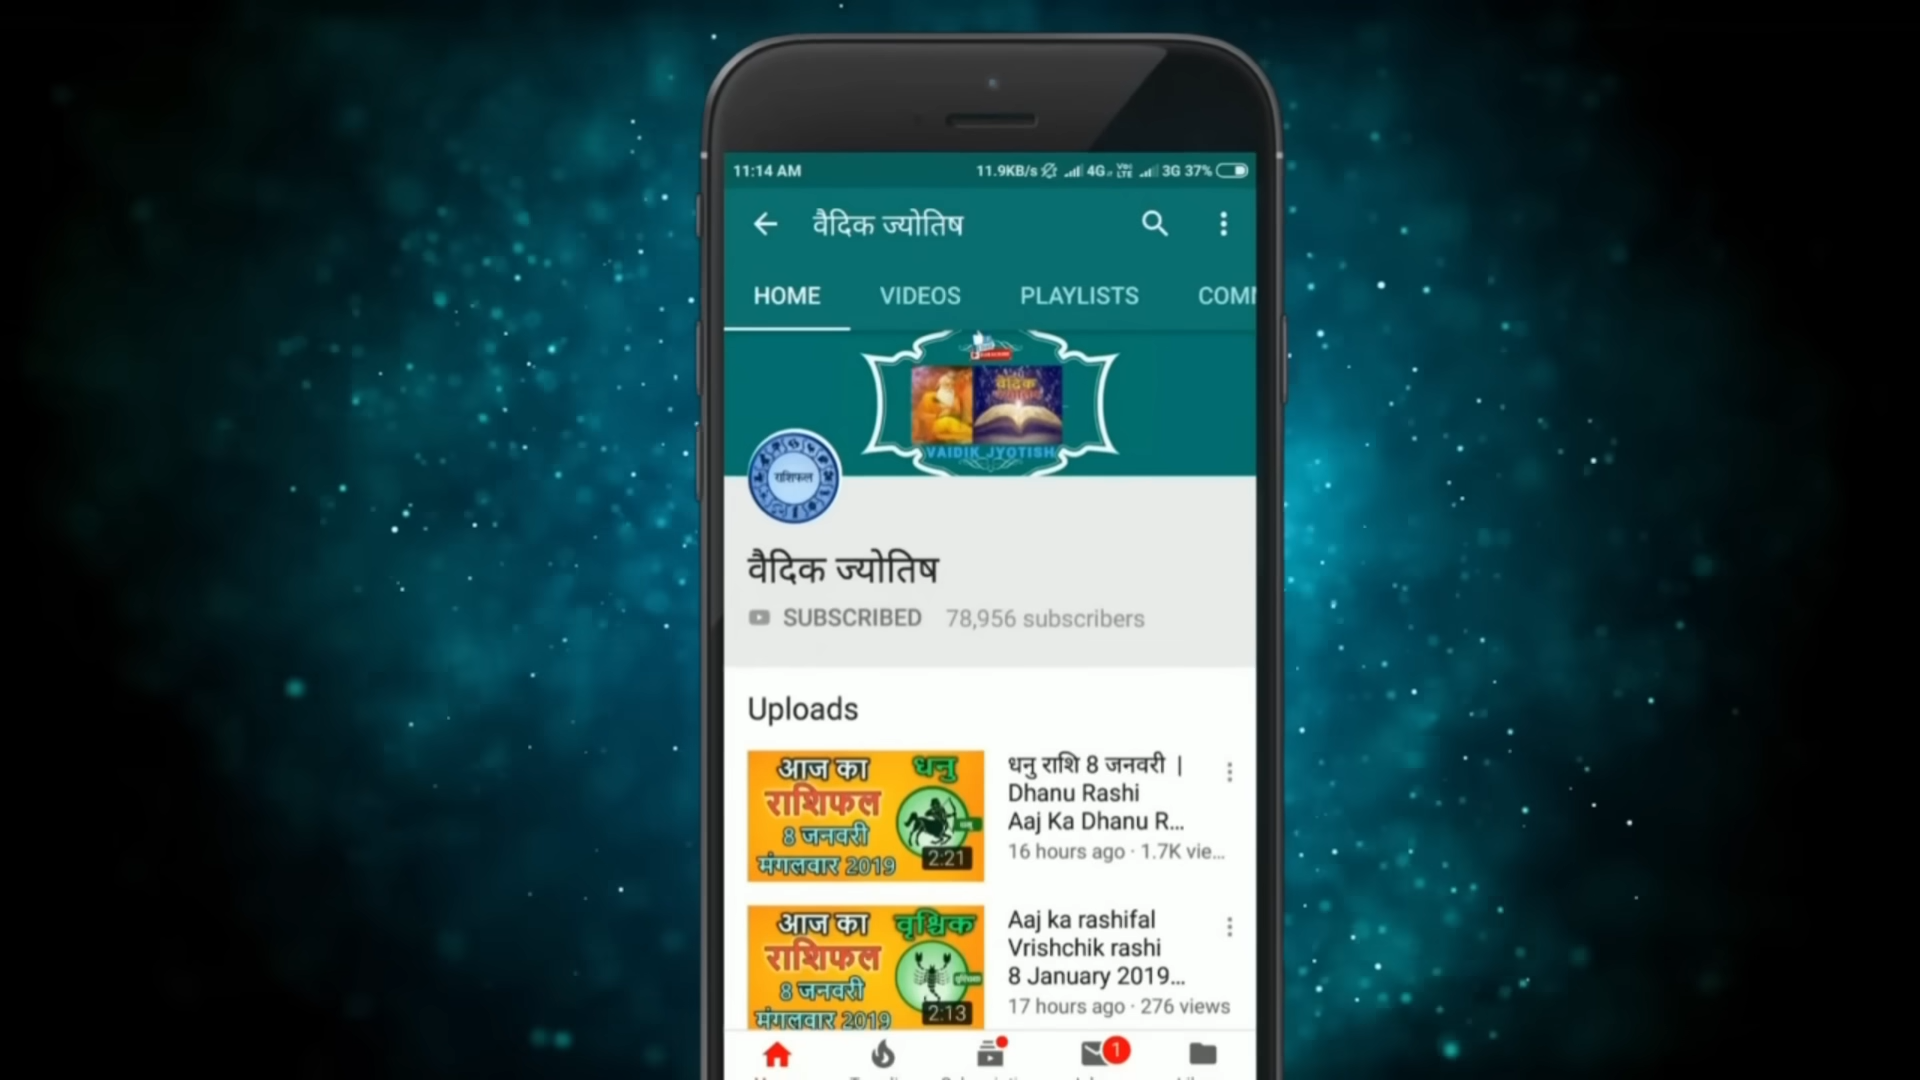 11:14 AM 11.9KB/s 4G VoLTE 3G 37%
वैदिक ज्योतिष
HOME VIDEOS PLAYLISTS COMM
वैदिक
VAIDIK JYOTISH
राशिफल
वैदिक ज्योतिष
SUBSCRIBED 78,956 subscribers
Uploads
आज का धनु
राशिफल
8 जनवरी
मंगलवार 2019
2:21
धनु राशि 8 जनवरी |
Dhanu Rashi
Aaj Ka Dhanu R...
16 hours ago · 1.7K vie...
आज का वृश्चिक
राशिफल
8 जनवरी
मंगलवार 2019
2:13
Aaj ka rashifal
Vrishchik rashi
8 January 2019...
17 hours ago · 276 views
1